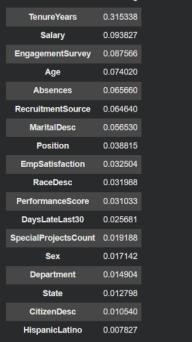 TenureYears 0.315338
Salary 0.093827
EngagementSurvey 0.087566
Age 0.074020
Absences 0.065660
RecruitmentSource 0.064640
MaritalDesc 0.056530
Position 0.038815
EmpSatisfaction 0.032504
RaceDesc 0.031988
PerformanceScore 0.031033
DaysLateLast30 0.025681
SpecialProjectsCount 0.019188
Sex 0.017142
Department 0.014904
State 0.012798
CitizenDesc 0.010540
HispanicLatino 0.007827